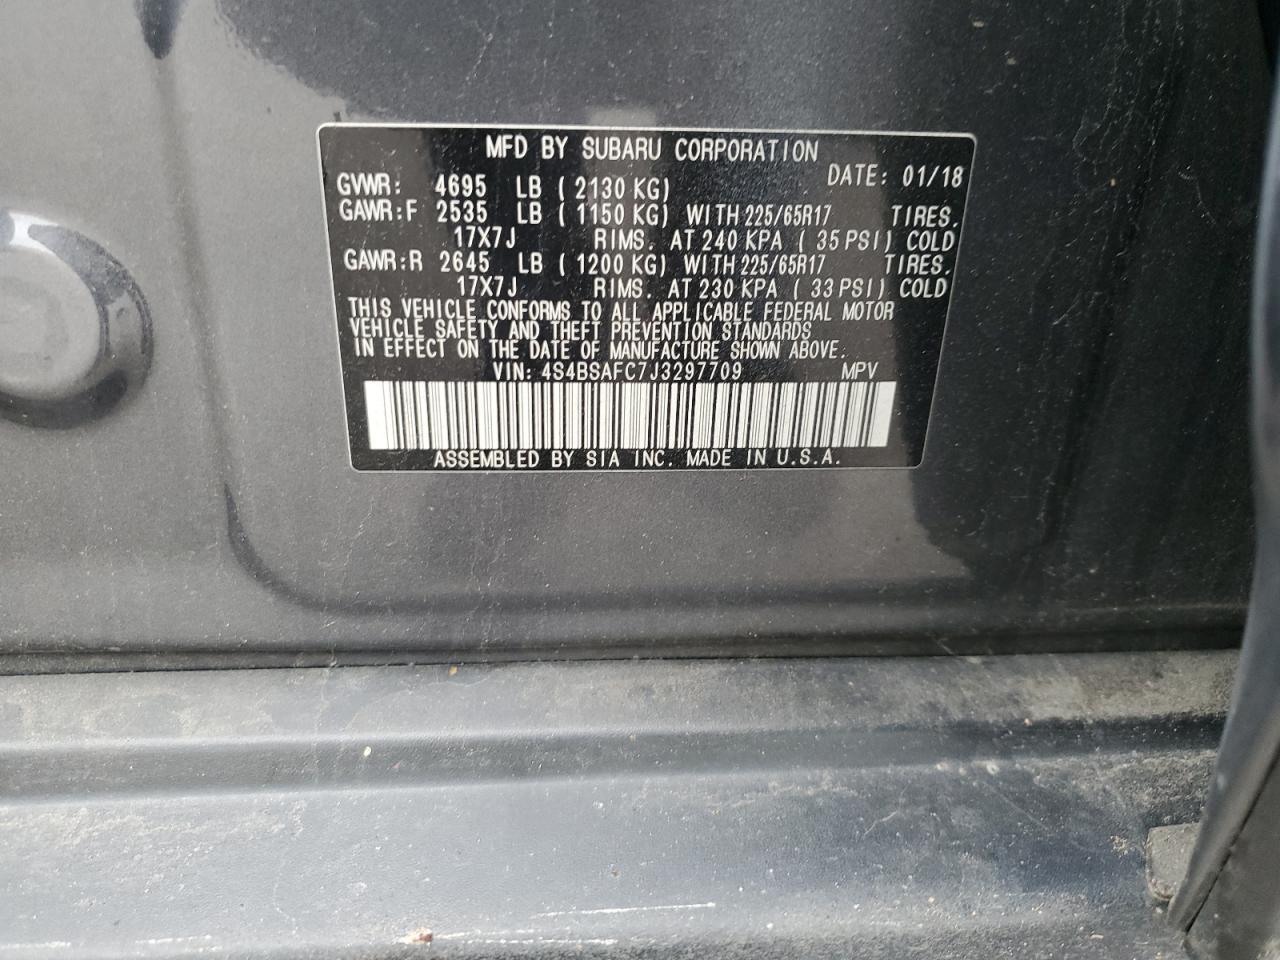 MFD BY SUBARU CORPORATION
DATE: 01/18
GVWR: 4695 LB ( 2130 KG)
GAWR:F 2535 LB ( 1150 KG) WITH 225/65R17 TIRES.
17X7J RIMS. AT 240 KPA ( 35 PSI) COLD
GAWR:R 2645 LB ( 1200 KG) WITH 225/65R17 TIRES.
17X7J RIMS. AT 230 KPA ( 33 PSI) COLD
THIS VEHICLE CONFORMS TO ALL APPLICABLE FEDERAL MOTOR
VEHICLE SAFETY AND THEFT PREVENTION STANDARDS
IN EFFECT ON THE DATE OF MANUFACTURE SHOWN ABOVE.
VIN: 4S4BSAFC7J3297709 MPV
ASSEMBLED BY SIA INC. MADE IN U.S.A.